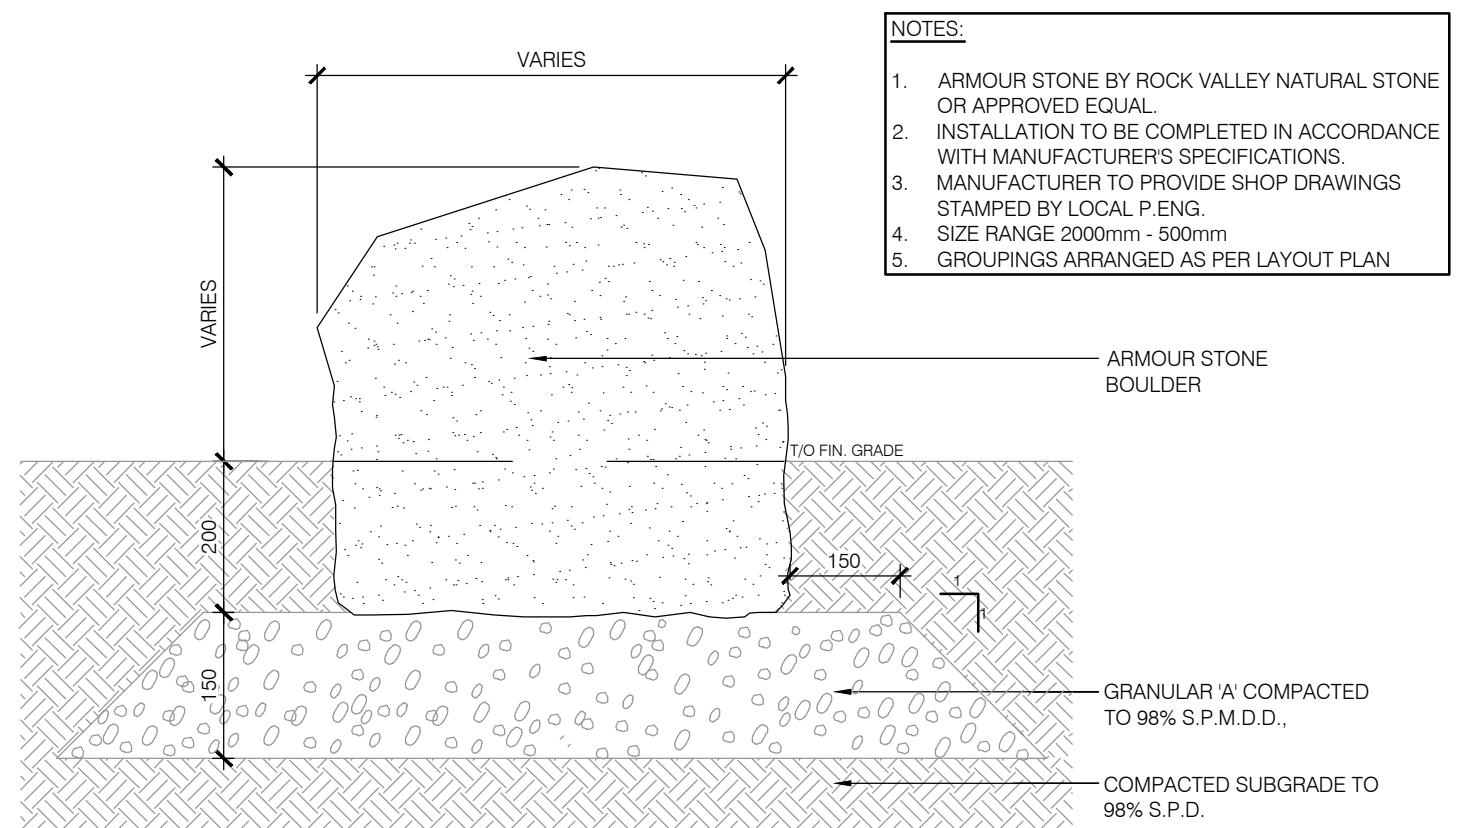 NOTES:
1. ARMOUR STONE BY ROCK VALLEY NATURAL STONE
OR APPROVED EQUAL.
2. INSTALLATION TO BE COMPLETED IN ACCORDANCE
WITH MANUFACTURER'S SPECIFICATIONS.
3. MANUFACTURER TO PROVIDE SHOP DRAWINGS
STAMPED BY LOCAL P.ENG.
4. SIZE RANGE 2000mm - 500mm
5. GROUPINGS ARRANGED AS PER LAYOUT PLAN
VARIES
VARIES
ARMOUR STONE
BOULDER
T/O FIN. GRADE
200
150
1
1
150
GRANULAR 'A' COMPACTED
TO 98% S.P.M.D.D.,
COMPACTED SUBGRADE TO
98% S.P.D.